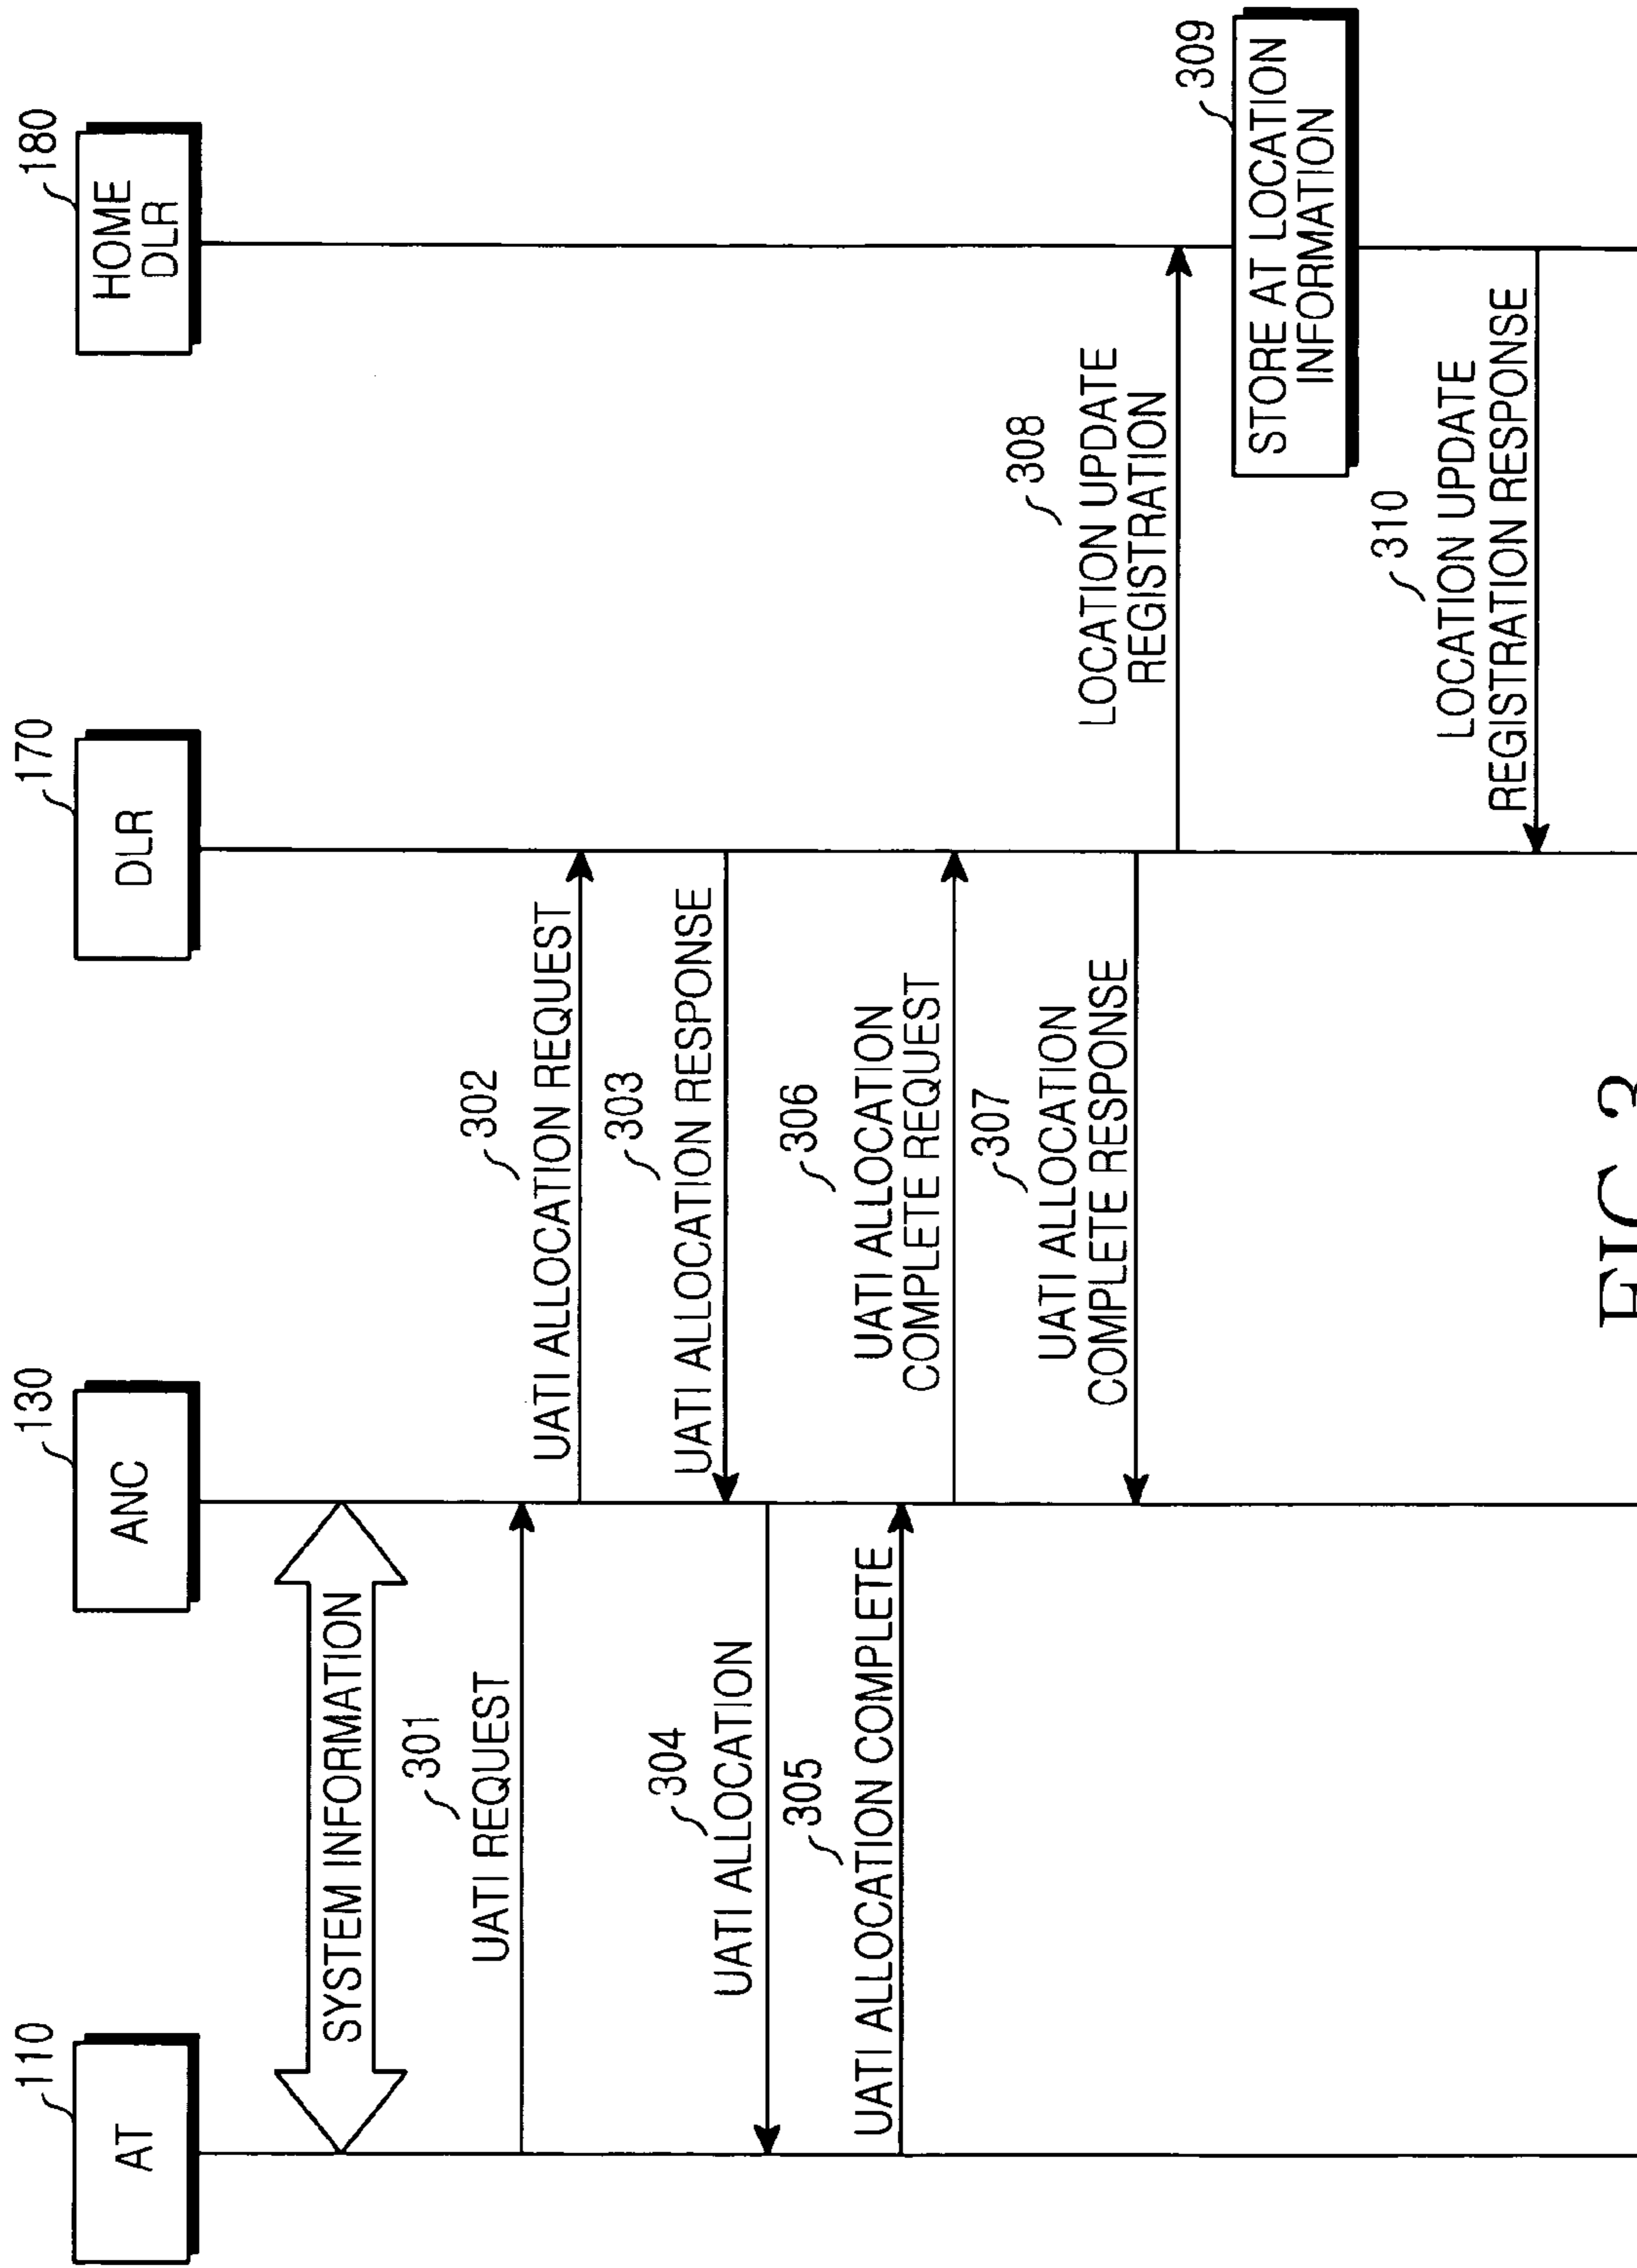 110
AT
130
ANC
170
DLR
180
HOME
DLR
SYSTEM INFORMATION
301
UATI REQUEST
302
UATI ALLOCATION REQUEST
303
UATI ALLOCATION RESPONSE
304
UATI ALLOCATION
305
UATI ALLOCATION COMPLETE
306
UATI ALLOCATION
COMPLETE REQUEST
307
UATI ALLOCATION
COMPLETE RESPONSE
308
LOCATION UPDATE
REGISTRATION
309
STORE AT LOCATION
INFORMATION
310
LOCATION UPDATE
REGISTRATION RESPONSE
FIG. 3